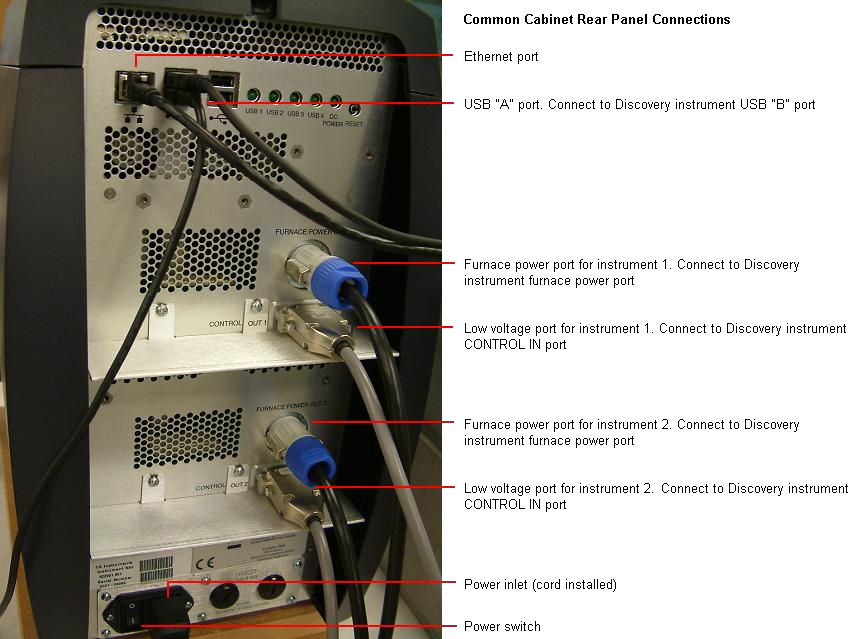 Common Cabinet Rear Panel Connections
Ethernet port
USB "A" port. Connect to Discovery instrument USB "B" port
USB 1 USB 2 USB 3 USB 4 DC POWER RESET
FURNACE POWER
Furnace power port for instrument 1. Connect to Discovery
instrument furnace power port
CONTROL OUT 1
Low voltage port for instrument 1. Connect to Discovery instrument
CONTROL IN port
FURNACE POWER OUT 2
Furnace power port for instrument 2. Connect to Discovery
instrument furnace power port
CONTROL OUT 2
Low voltage port for instrument 2. Connect to Discovery instrument
CONTROL IN port
TA Instruments
Instrument Nbr
Serial Number
CE
Power inlet (cord installed)
Power switch